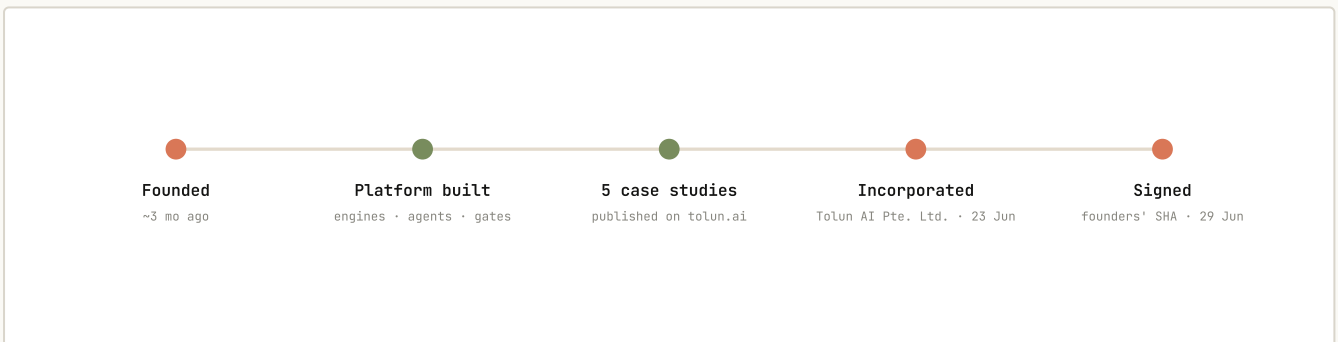 Founded
~3 mo ago
Platform built
engines · agents · gates
5 case studies
published on tolun.ai
Incorporated
Tolun AI Pte. Ltd. · 23 Jun
Signed
founders' SHA · 29 Jun